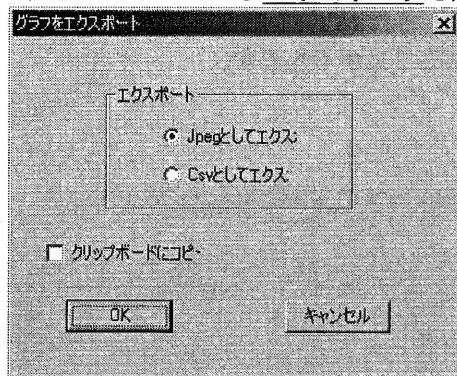 グラフをエクスポート
エクスポート
Jpegとしてエクス
Csvとしてエクス
クリップボードにコピー
OK
キャンセル